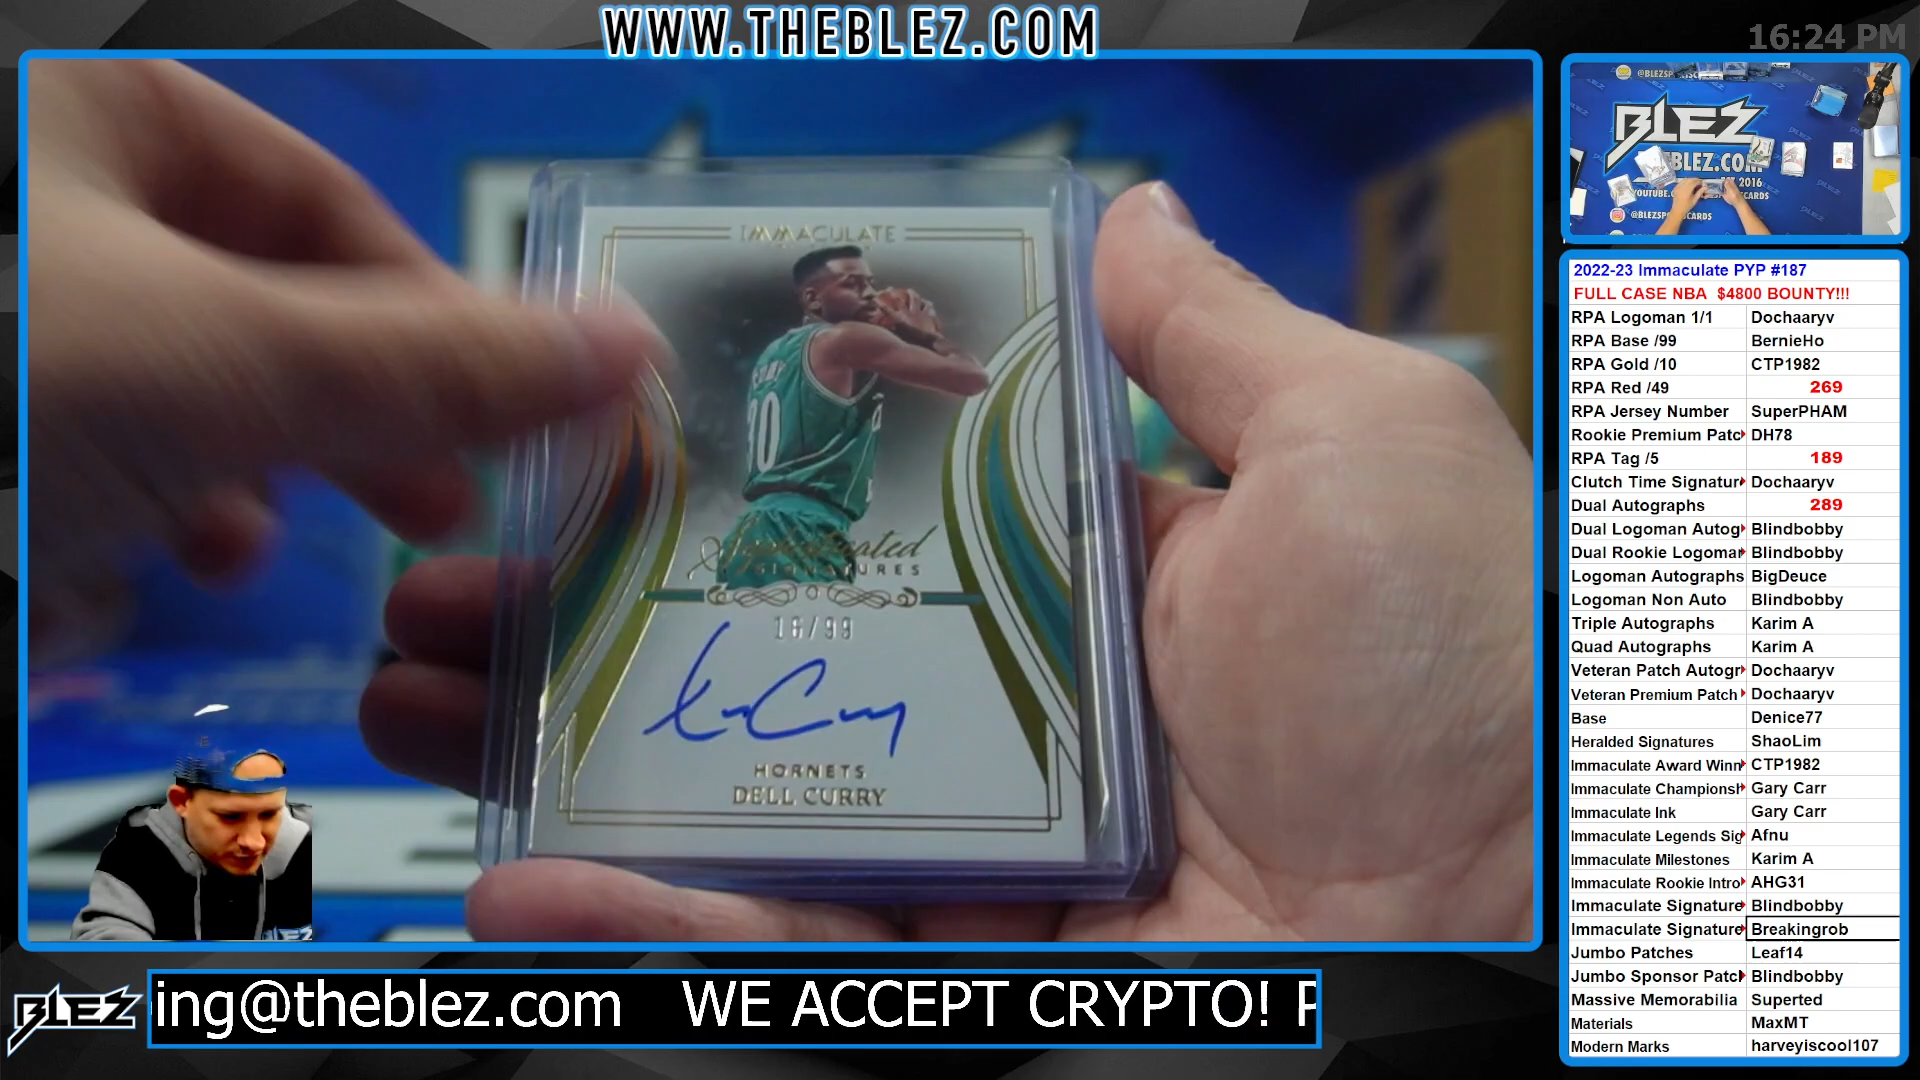 WWW.THEBLEZ.COM
16:24 PM
IMMACULATE
30
Sophisticated
SIGNATURES
16/99
HORNETS
DELL CURRY
BLEZ
ing@theblez.com WE ACCEPT CRYPTO! P
BLEZ
BLEZ.COM
2016
@BLEZSP
2022-23 Immaculate PYP #187
FULL CASE NBA $4800 BOUNTY!!!
RPA Logoman 1/1 Dochaaryv
RPA Base /99 BernieHo
RPA Gold /10 CTP1982
RPA Red /49 269
RPA Jersey Number SuperPHAM
Rookie Premium Patc DH78
RPA Tag /5 189
Clutch Time Signatur Dochaaryv
Dual Autographs 289
Dual Logoman Autog Blindbobby
Dual Rookie Logomar Blindbobby
Logoman Autographs BigDeuce
Logoman Non Auto Blindbobby
Triple Autographs Karim A
Quad Autographs Karim A
Veteran Patch Autogr Dochaaryv
Veteran Premium Patch Dochaaryv
Base Denice77
Heralded Signatures ShaoLim
Immaculate Award Winn CTP1982
Immaculate Championsh Gary Carr
Immaculate Ink Gary Carr
Immaculate Legends Sig Afnu
Immaculate Milestones Karim A
Immaculate Rookie Intro AHG31
Immaculate Signature Blindbobby
Immaculate Signature Breakingrob
Jumbo Patches Leaf14
Jumbo Sponsor Patch Blindbobby
Massive Memorabilia Superted
Materials MaxMT
Modern Marks harveyiscool107